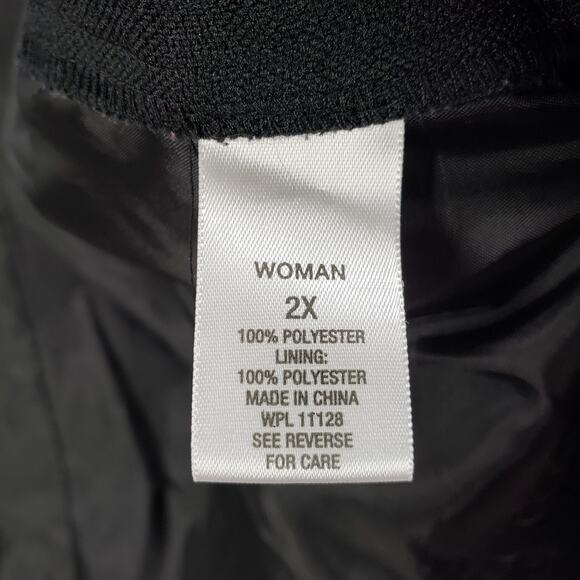 WOMAN
2X
100% POLYESTER
LINING:
100% POLYESTER
MADE IN CHINA
WPL 11128
SEE REVERSE
FOR CARE